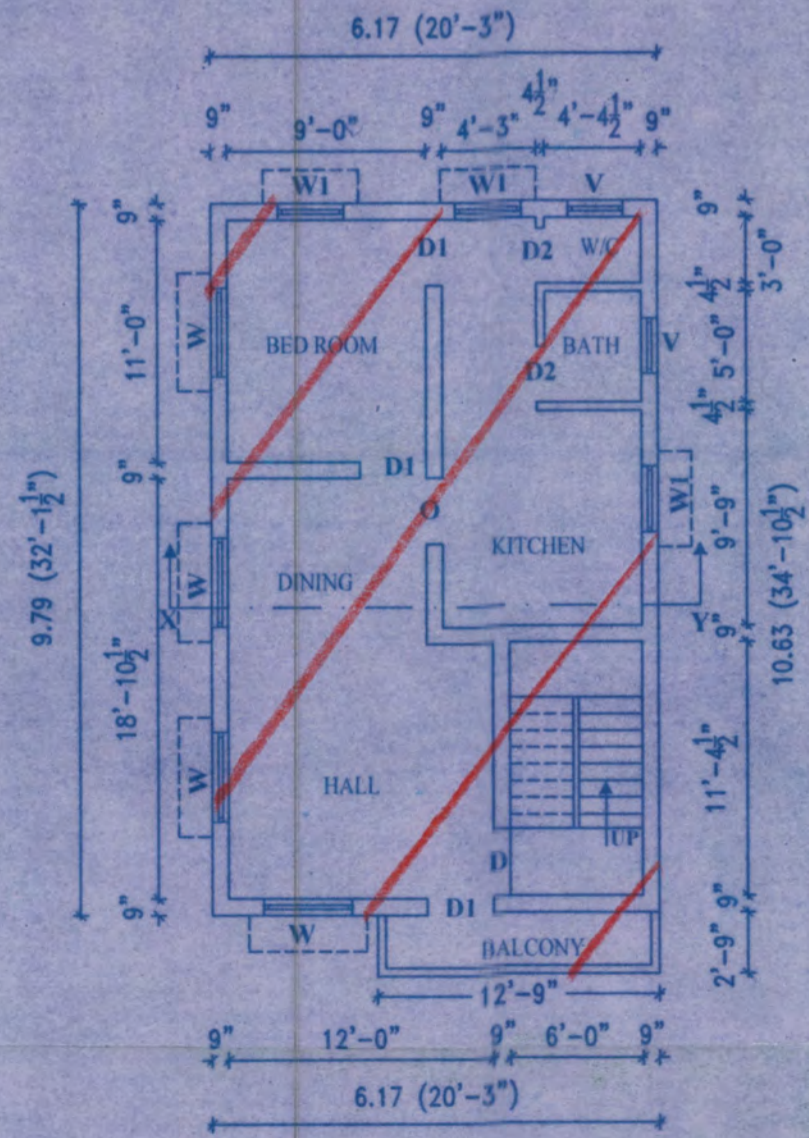 6.17 (20'-3")
9" 9'-0" 9" 4'-3" 4½" 4'-4½" 9"
W1 W1 V
9" 9"
D1 D2 W/C 3'-0"
4½"
W 11'-0" BED ROOM BATH V 5'-0"
D2
4½"
9" D1
O W1 9'-9"
KITCHEN
9.79 (32'-1½") 10.63 (34'-10½")
W DINING
X Y 9"
18'-10½"
W HALL 11'-4½"
UP
D
9" D1 9"
W BALCONY 2'-9"
12'-9"
9" 12'-0" 9" 6'-0" 9"
6.17 (20'-3")